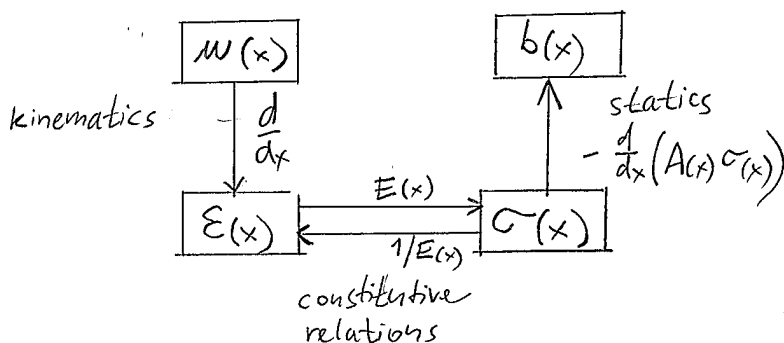 u(x)
b(x)
kinematics
d/dx
statics
- d/dx (A(x) σ(x))
ε(x)
E(x)
1/E(x)
σ(x)
constitutive
relations